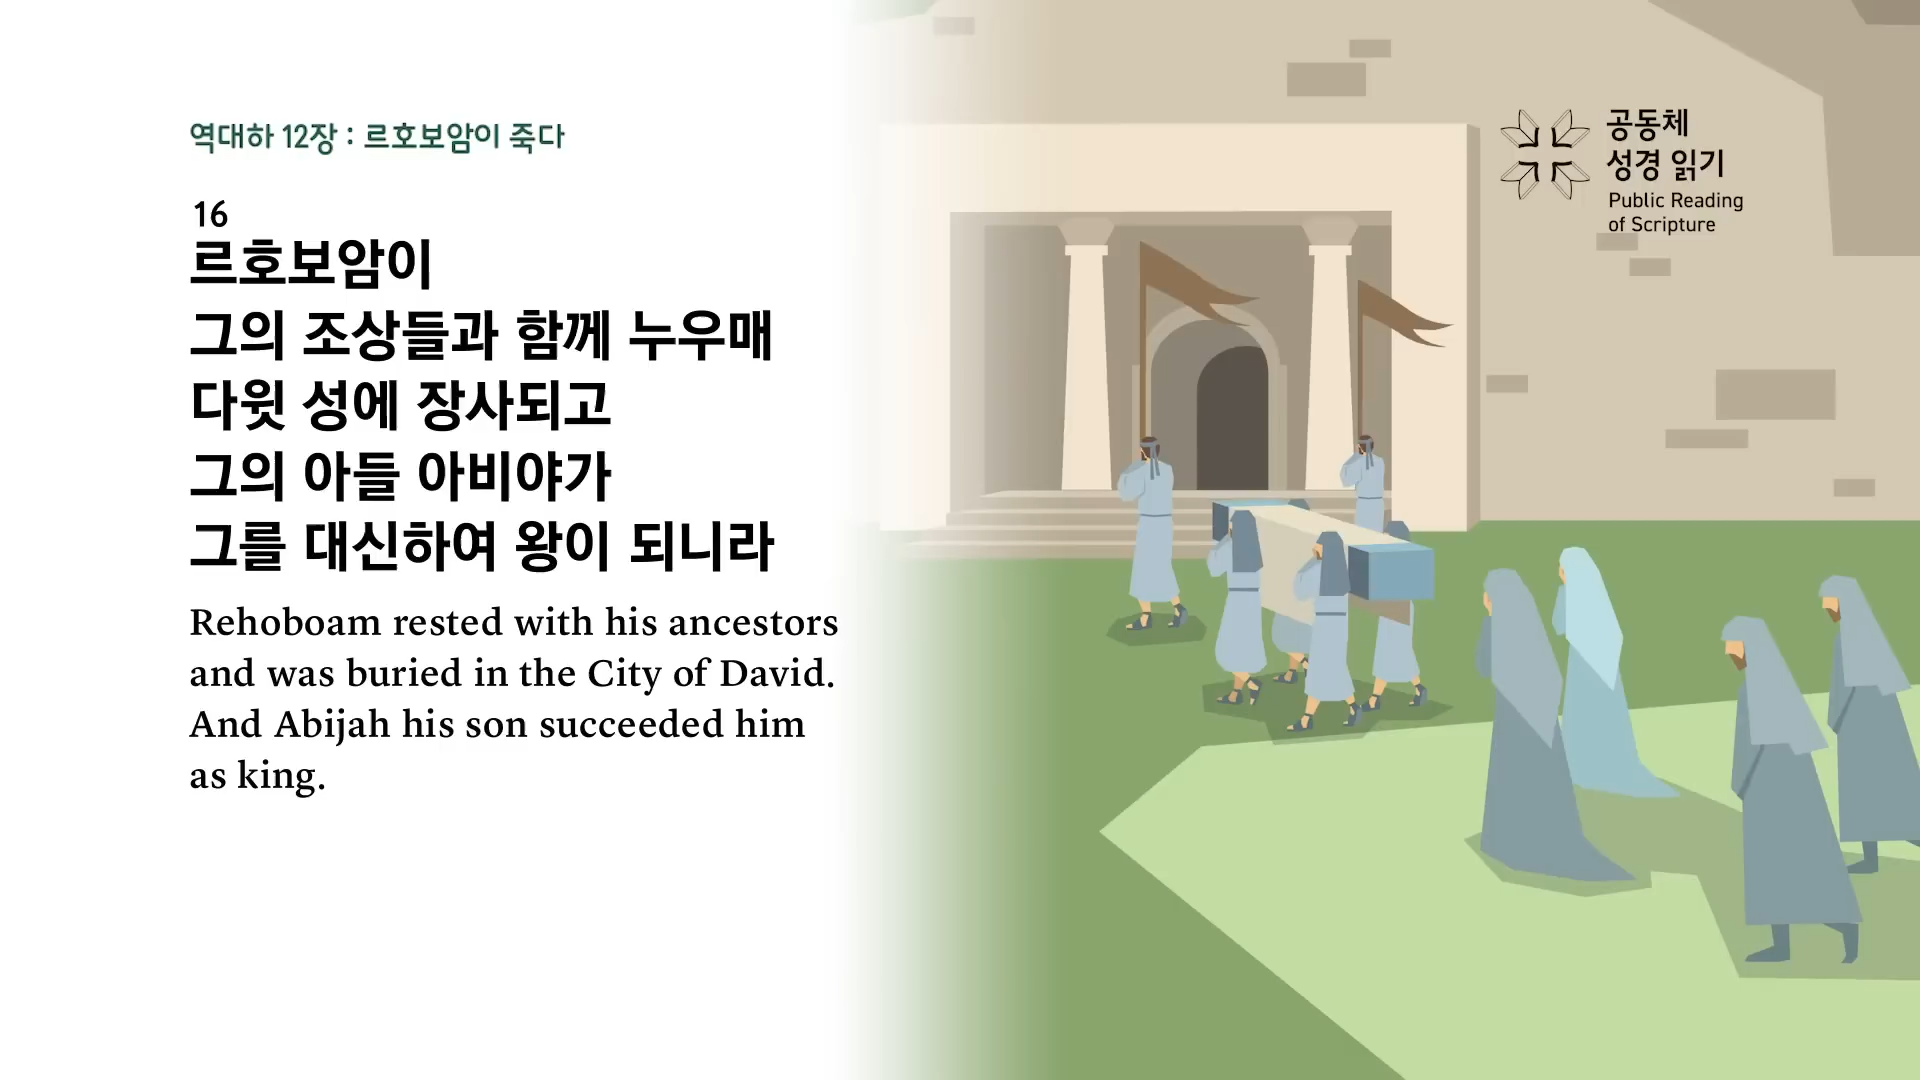 역대하 12장 : 르호보암이 죽다
16
르호보암이
그의 조상들과 함께 누우매
다윗 성에 장사되고
그의 아들 아비야가
그를 대신하여 왕이 되니라
Rehoboam rested with his ancestors
and was buried in the City of David.
And Abijah his son succeeded him
as king.
공동체
성경 읽기
Public Reading
of Scripture